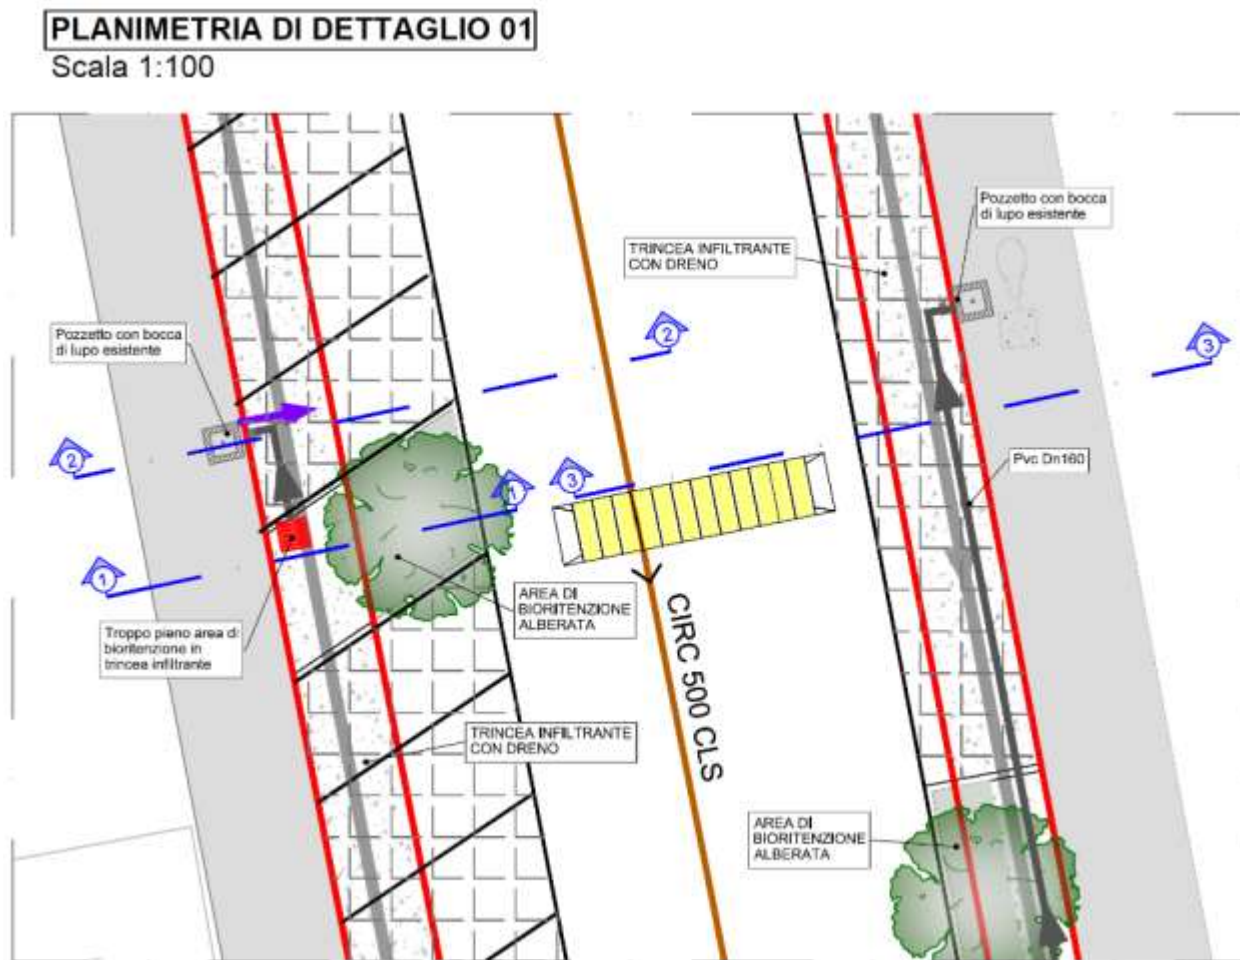 PLANIMETRIA DI DETTAGLIO 01
Scala 1:100
Pozzetto con bocca
di lupo esistente
TRINCEA INFILTRANTE
CON DRENO
Pozzetto con bocca
di lupo esistente
2
3
2
1
3
Pvc Dn160
1
AREA DI
BIORITENZIONE
ALBERATA
CIRC 500 CLS
Troppo pieno area di
bioritenzione in
trincea infiltrante
TRINCEA INFILTRANTE
CON DRENO
AREA DI
BIORITENZIONE
ALBERATA